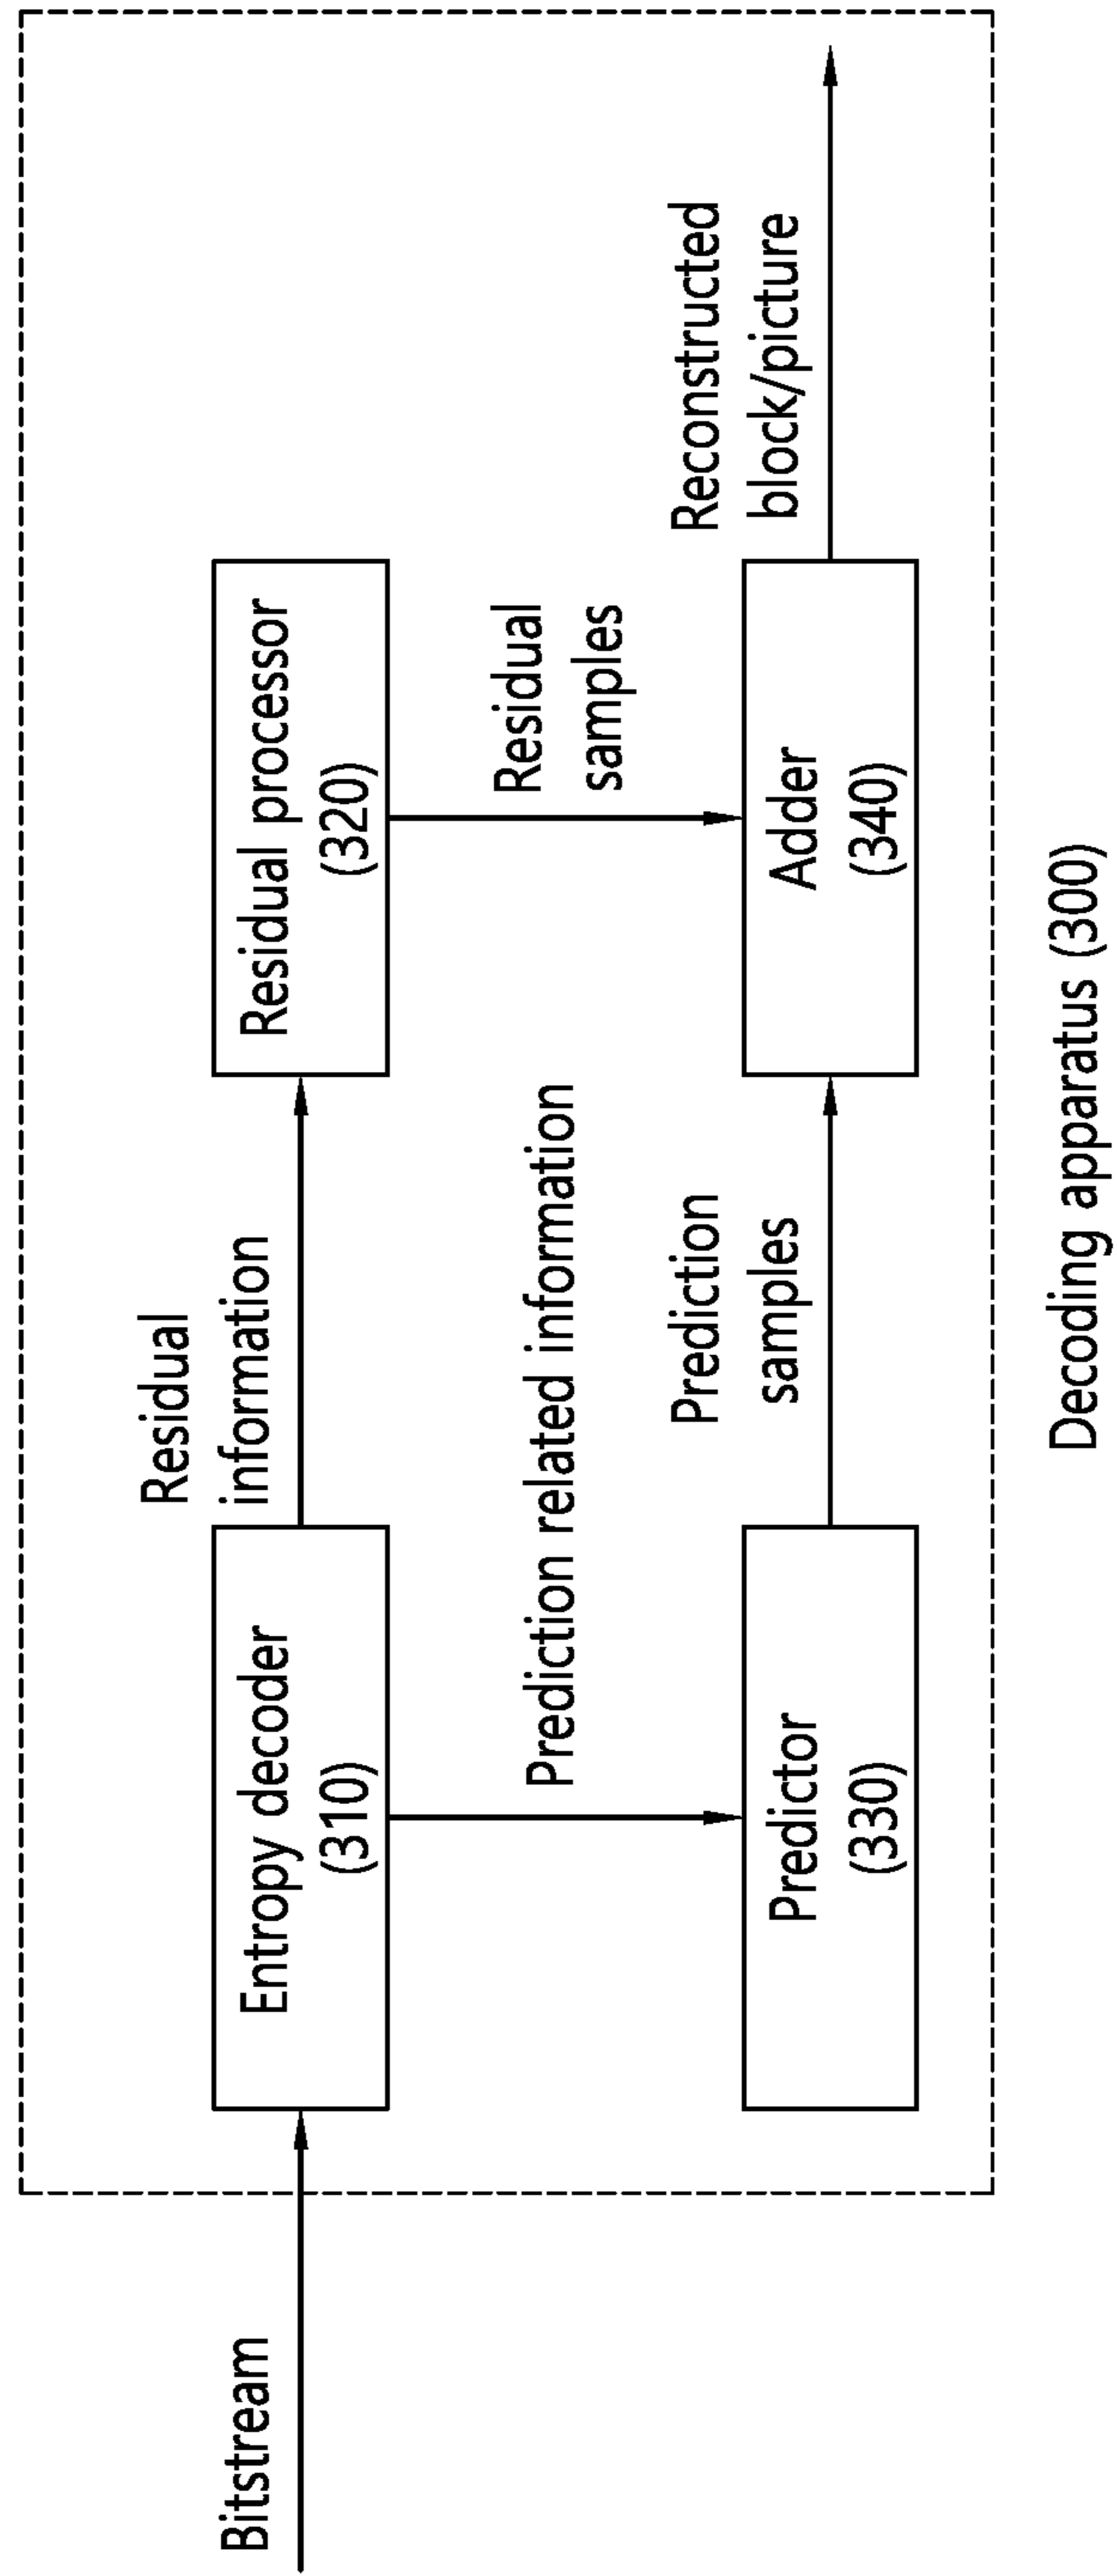 Bitstream
Entropy decoder
(310)
Residual
information
Residual processor
(320)
Prediction related information
Residual
samples
Predictor
(330)
Prediction
samples
Adder
(340)
Reconstructed
block/picture
Decoding apparatus (300)